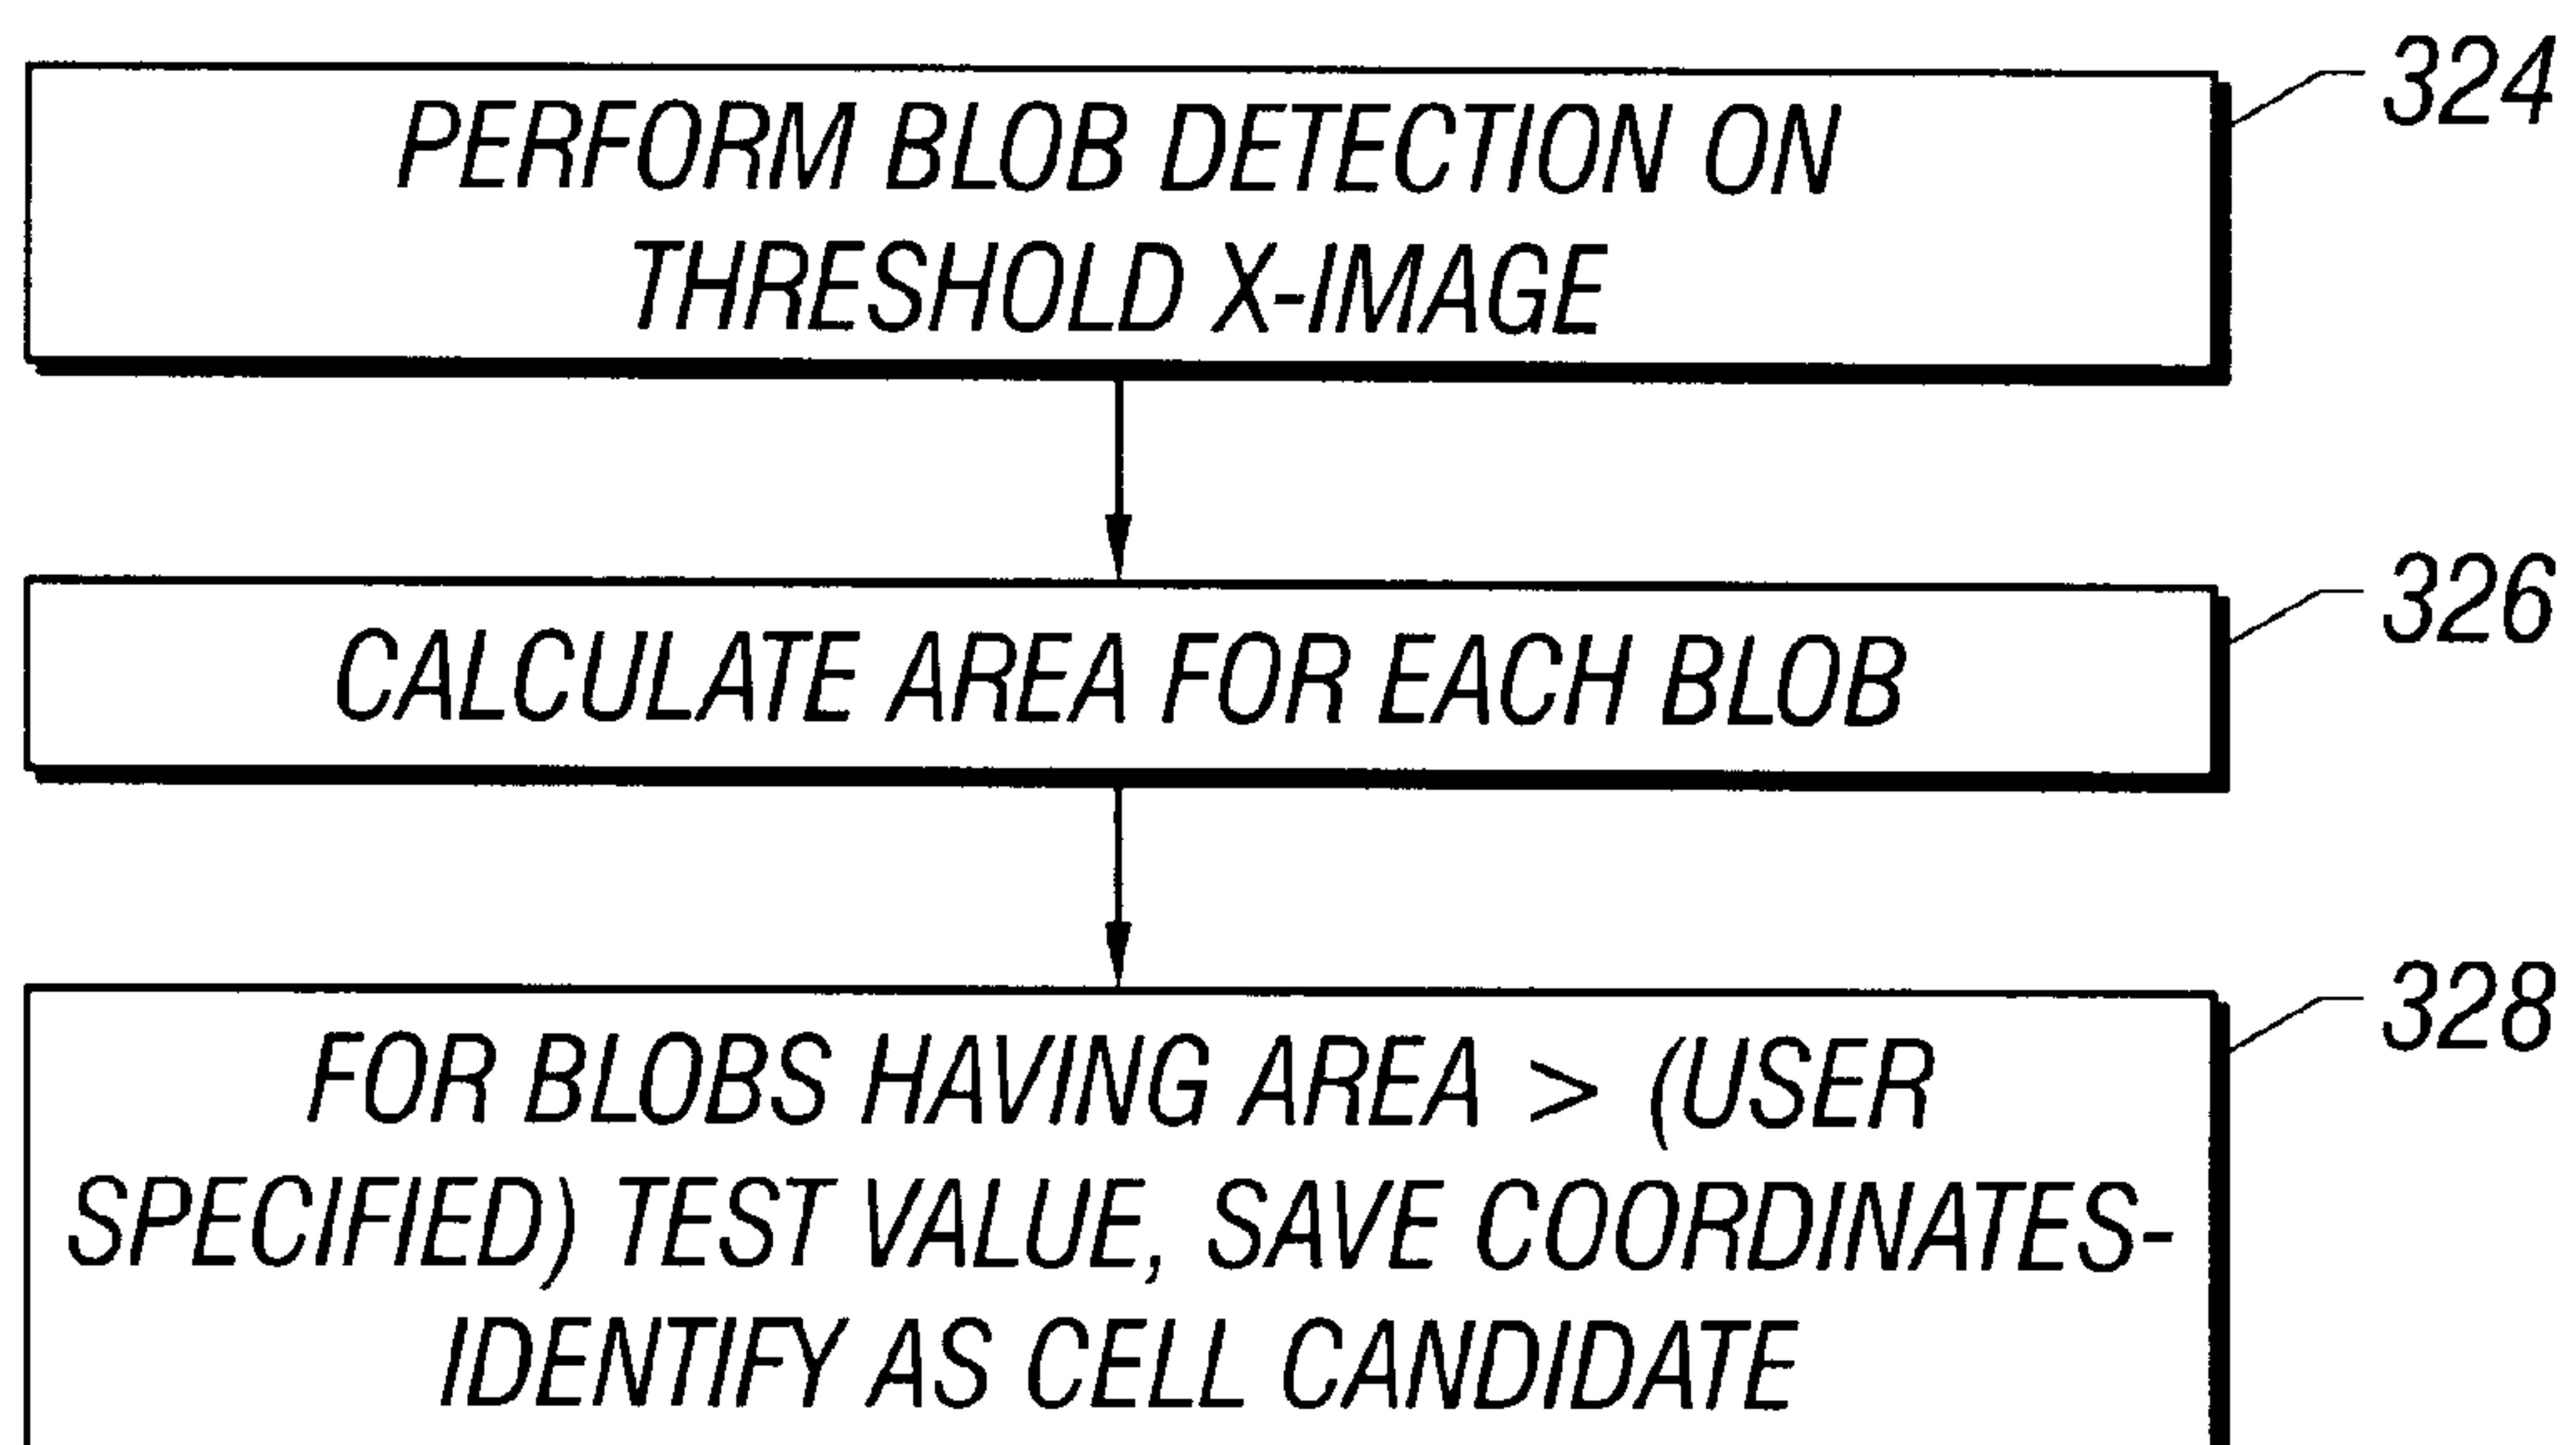 324
PERFORM BLOB DETECTION ON
THRESHOLD X-IMAGE
326
CALCULATE AREA FOR EACH BLOB
328
FOR BLOBS HAVING AREA > (USER
SPECIFIED) TEST VALUE, SAVE COORDINATES-
IDENTIFY AS CELL CANDIDATE